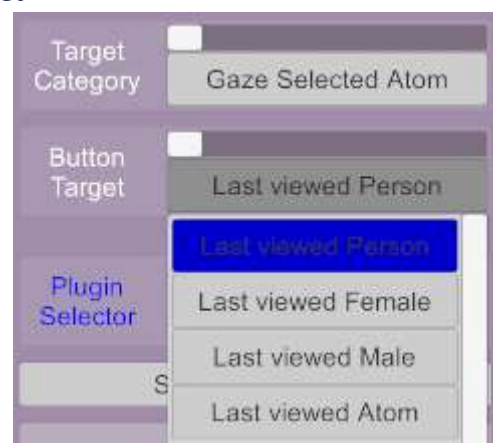 Target
Category
Gaze Selected Atom
Button
Target
Last viewed Person
Last viewed Person
Plugin
Selector
Last viewed Female
Last viewed Male
S
Last viewed Atom